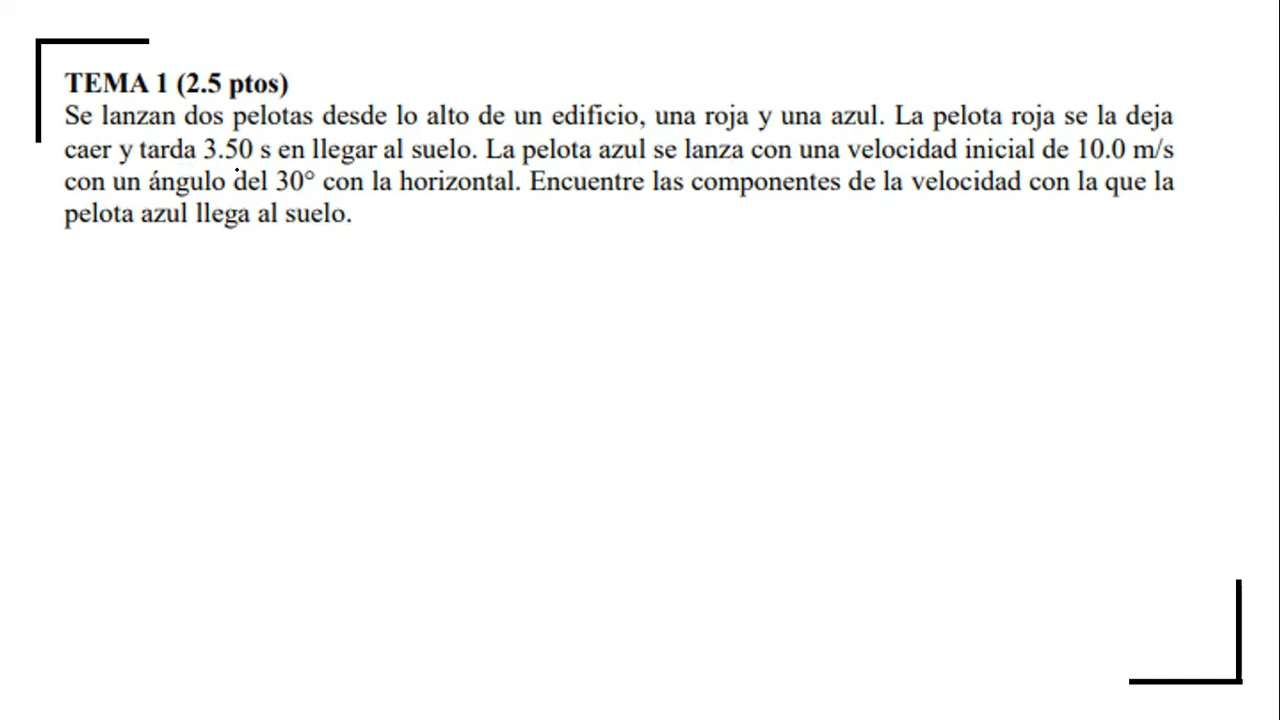 TEMA 1 (2.5 ptos)
Se lanzan dos pelotas desde lo alto de un edificio, una roja y una azul. La pelota roja se la deja
caer y tarda 3.50 s en llegar al suelo. La pelota azul se lanza con una velocidad inicial de 10.0 m/s
con un ángulo del 30° con la horizontal. Encuentre las componentes de la velocidad con la que la
pelota azul llega al suelo.